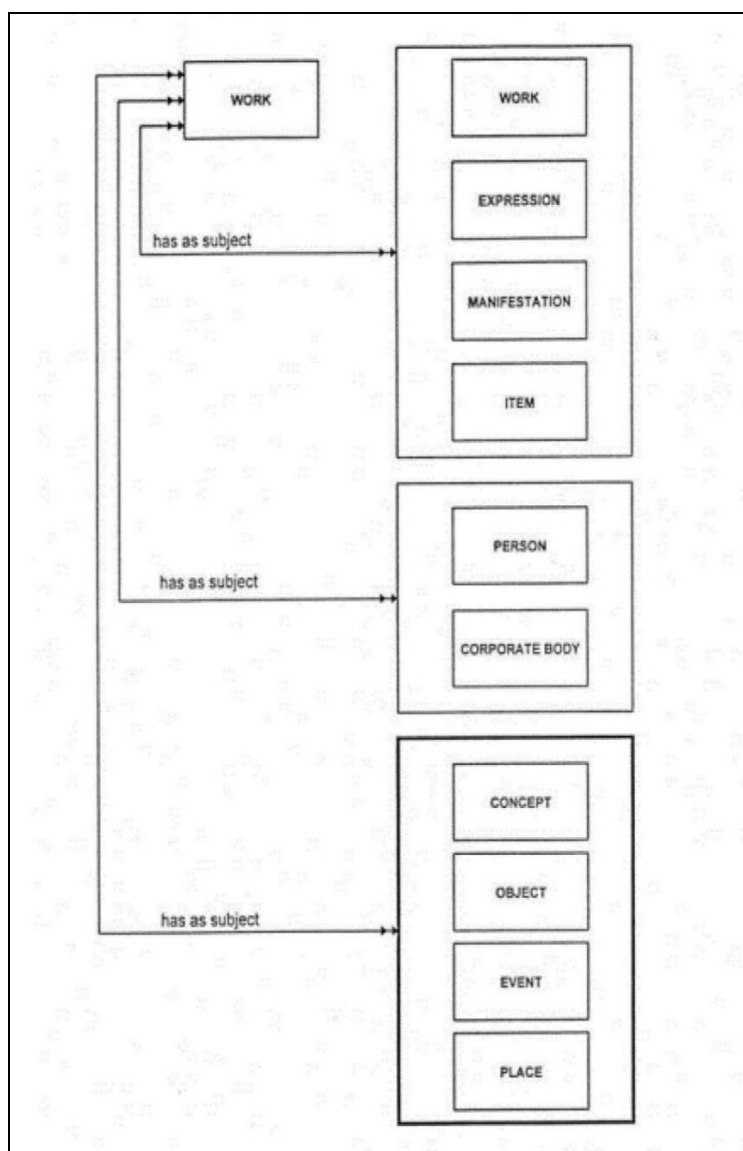 WORK
WORK
EXPRESSION
MANIFESTATION
ITEM
has as subject
PERSON
CORPORATE BODY
has as subject
CONCEPT
OBJECT
EVENT
PLACE
has as subject